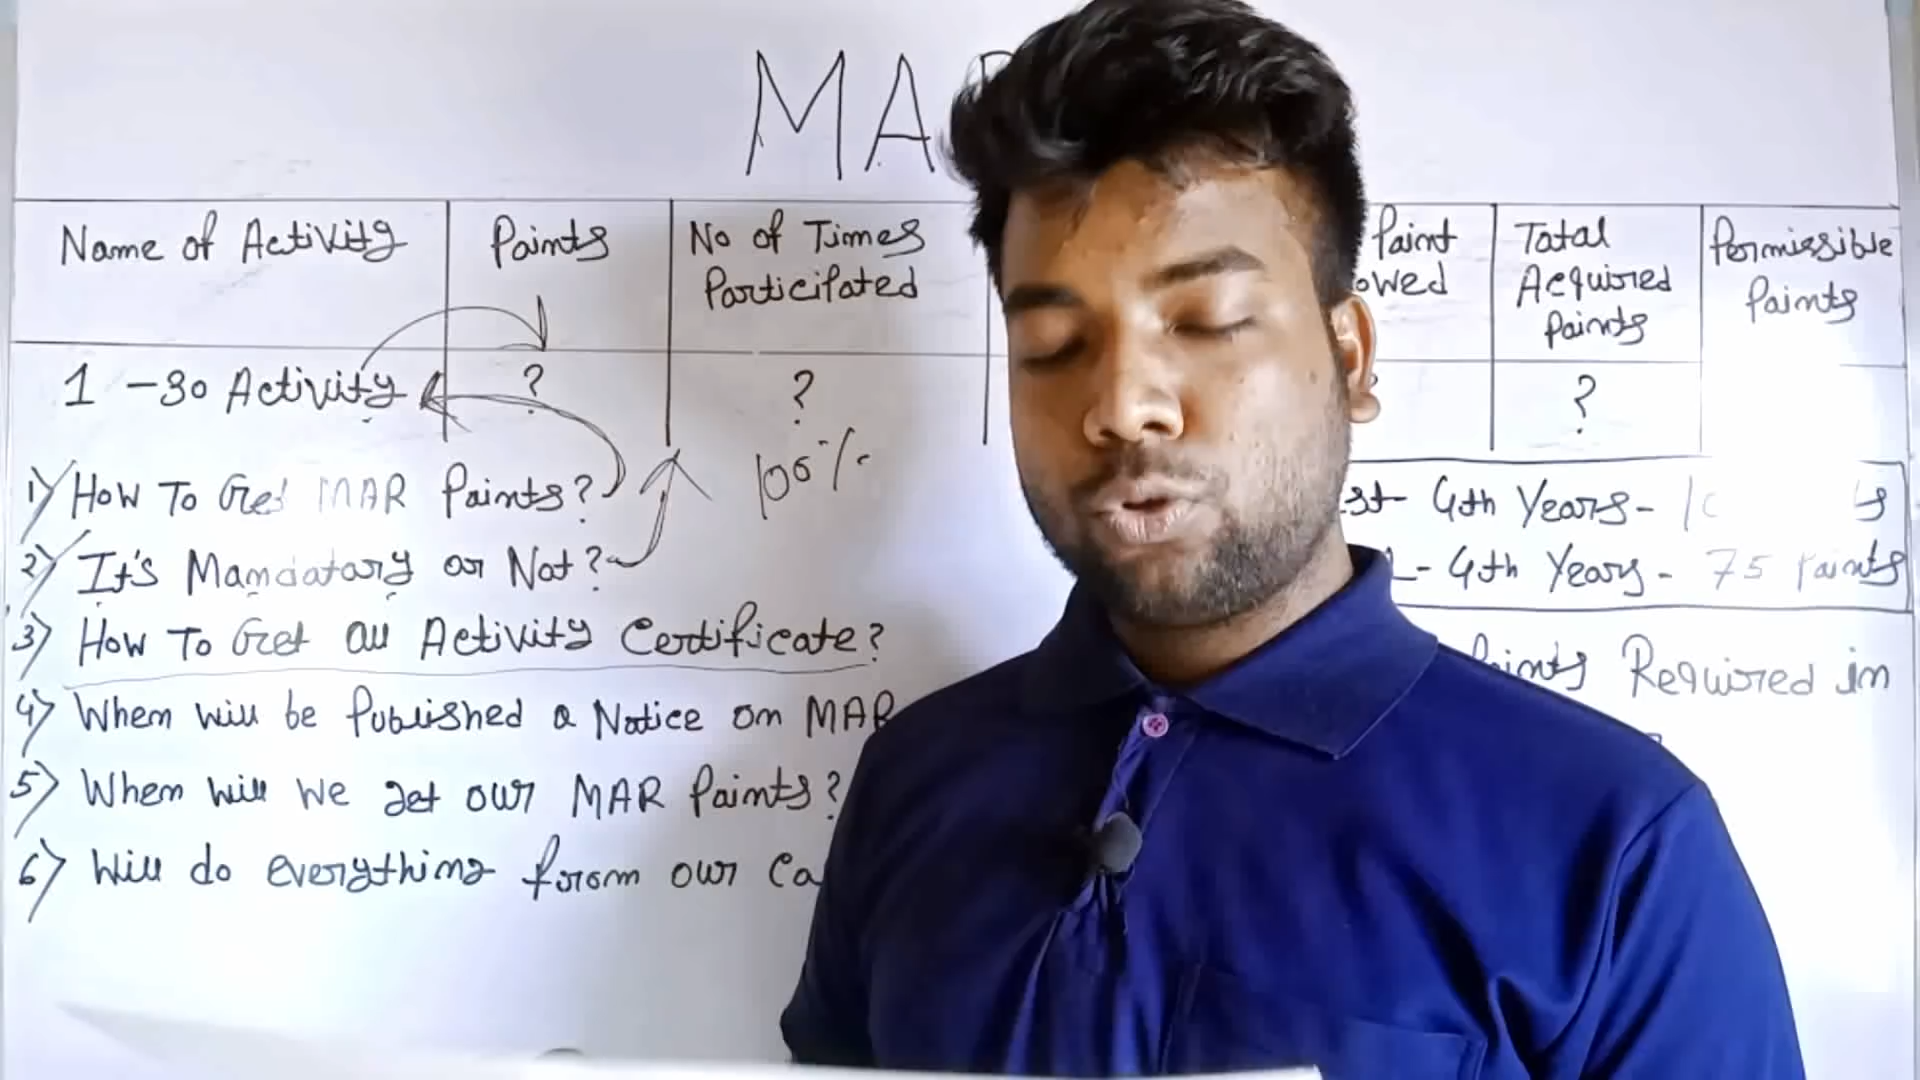 MA
Name of Activity
Points
No of Times
Participated
Point
owed
Total
Acquired
Points
Permissible
Points
1 - 30 Activity
?
?
?
100%
1) How To Get MAR Points?
2) It's Mandatory or Not?
3) How To Get all Activity Certificate?
4) When will be Published a Notice on MAR
5) When will we get our MAR Points?
6) Will do everything from our Ca
st - 4th Years -
- 4th Years - 75 Points
Points Required in